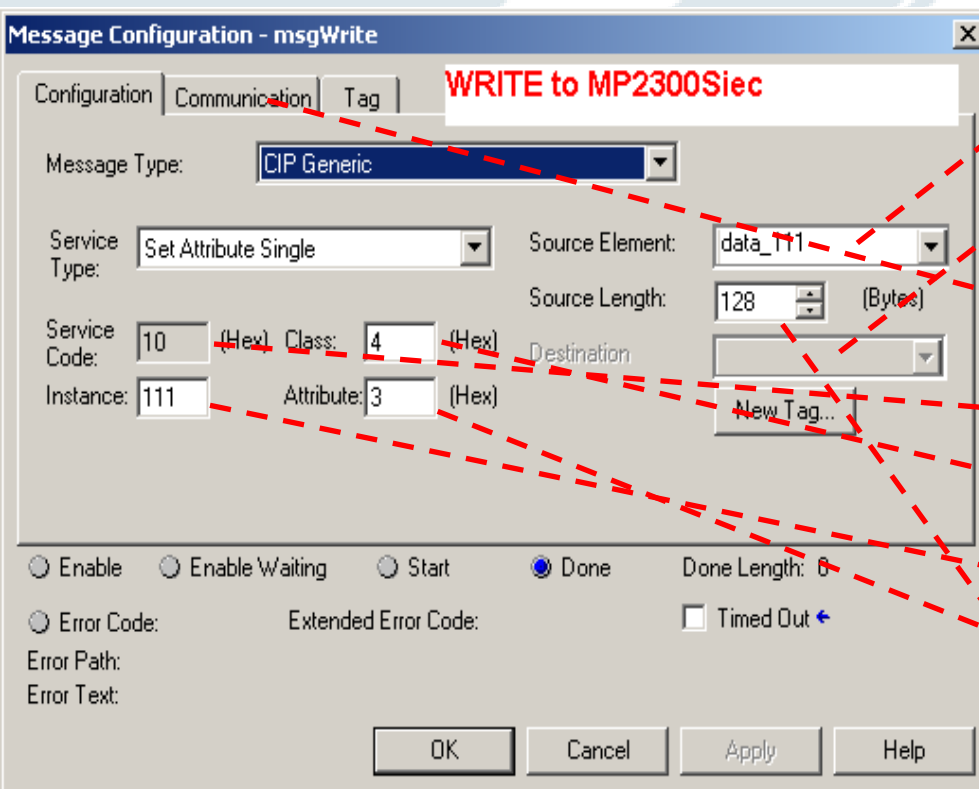 Message Configuration - msgWrite
Configuration Communication Tag
WRITE to MP2300Siec
Message Type: CIP Generic
Service Type: Set Attribute Single
Source Element: data_111
Source Length: 128 (Bytes)
Service Code: 10 (Hex) Class: 4 (Hex)
Destination
Instance: 111 Attribute: 3 (Hex)
New Tag...
Enable Enable Waiting Start Done Done Length: 0
Error Code: Extended Error Code: Timed Out
Error Path:
Error Text:
OK Cancel Apply Help